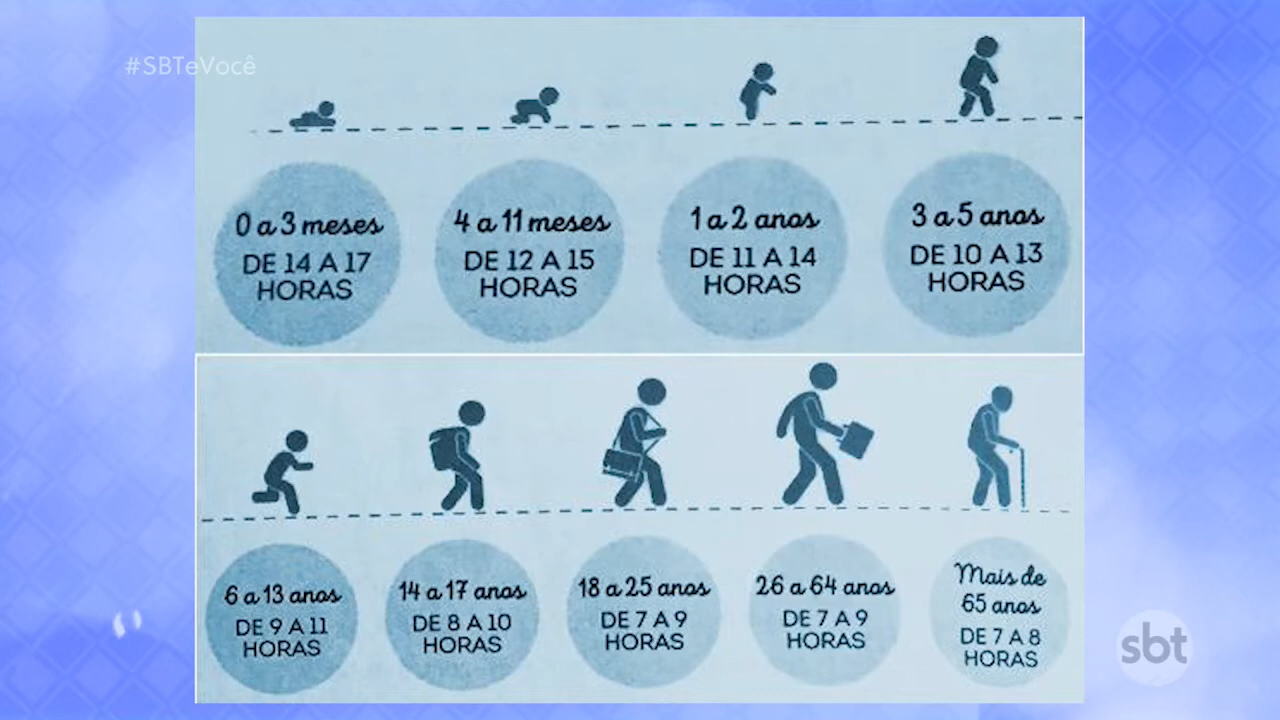 #SBTeVocê
0 a 3 meses
DE 14 A 17
HORAS
4 a 11 meses
DE 12 A 15
HORAS
1 a 2 anos
DE 11 A 14
HORAS
3 a 5 anos
DE 10 A 13
HORAS
6 a 13 anos
DE 9 A 11
HORAS
14 a 17 anos
DE 8 A 10
HORAS
18 a 25 anos
DE 7 A 9
HORAS
26 a 64 anos
DE 7 A 9
HORAS
Mais de
65 anos
DE 7 A 8
HORAS
sbt